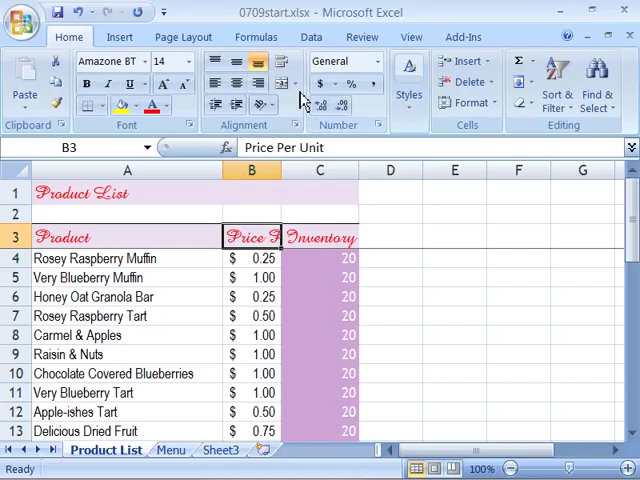 0709start.xlsx - Microsoft Excel
Home Insert Page Layout Formulas Data Review View Add-Ins
Paste Amazone BT 14 General Styles Insert Sort & Find &
B I U A A $ % , Delete Filter Select
A Format
Clipboard Font Alignment Number Cells Editing
B3 Price Per Unit
A B C D E F G
1 Product List
2
3 Product Price P Inventory
4 Rosey Raspberry Muffin $ 0.25 20
5 Very Blueberry Muffin $ 1.00 20
6 Honey Oat Granola Bar $ 0.25 20
7 Rosey Raspberry Tart $ 0.50 20
8 Carmel & Apples $ 1.00 20
9 Raisin & Nuts $ 1.00 20
10 Chocolate Covered Blueberries $ 1.00 20
11 Very Blueberry Tart $ 1.00 20
12 Apple-ishes Tart $ 0.50 20
13 Delicious Dried Fruit $ 0.75 20
Product List Menu Sheet3
Ready 100%